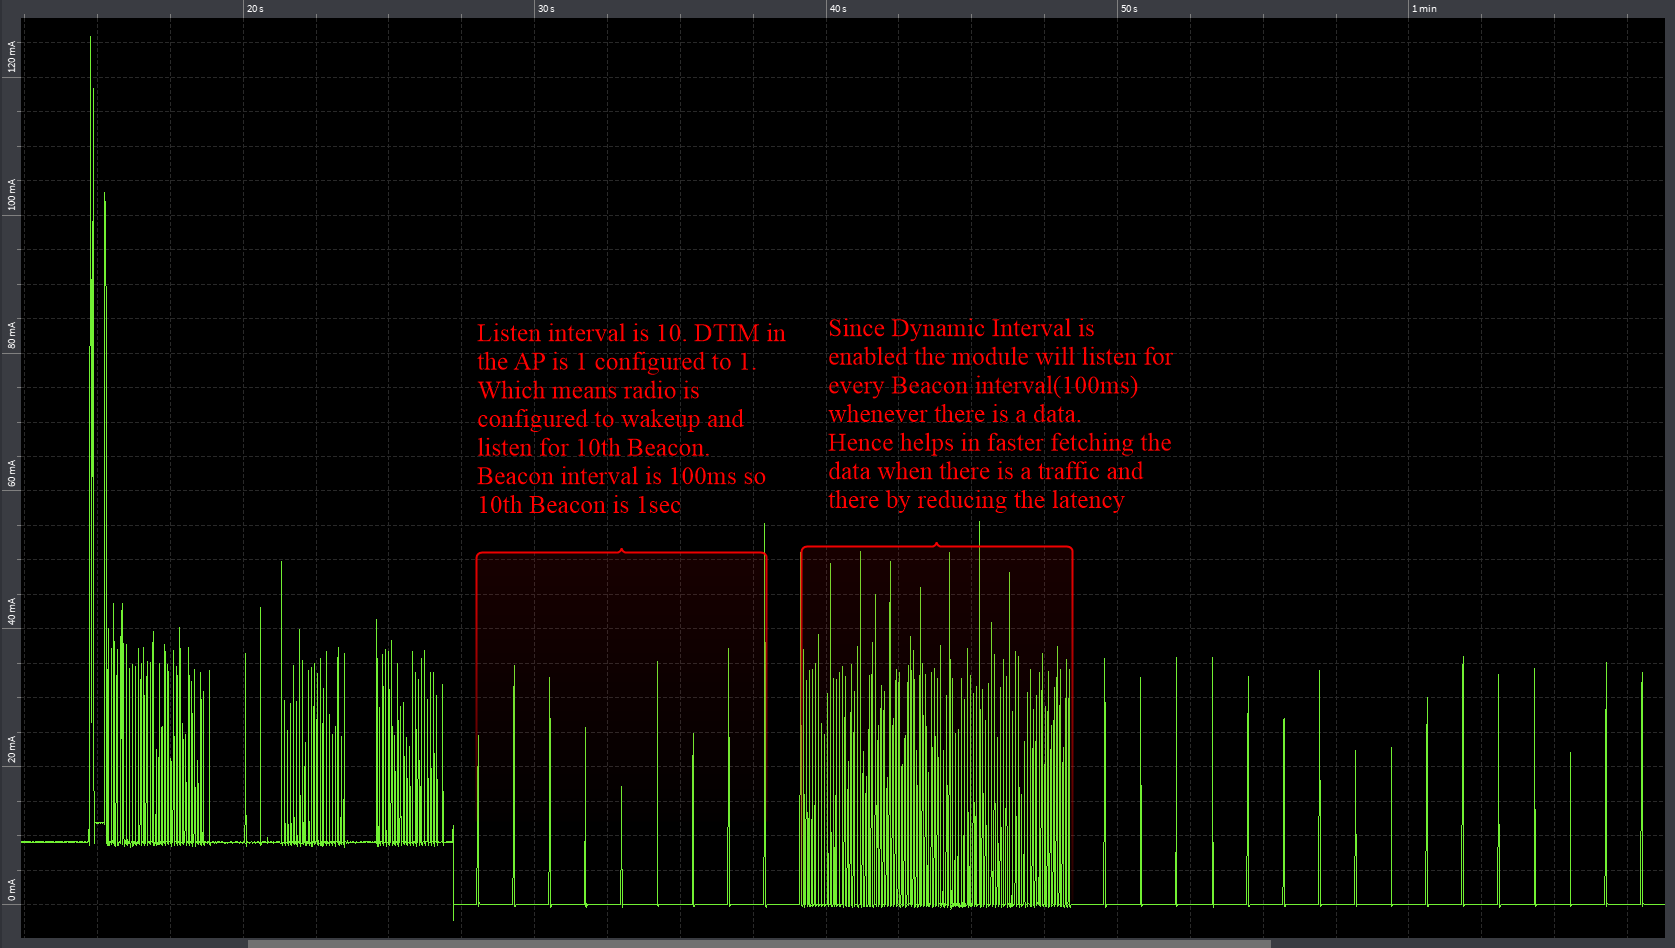 20 s
30 s
40 s
50 s
1 min
120 mA
100 mA
80 mA
60 mA
40 mA
20 mA
0 mA
Listen interval is 10. DTIM in
the AP is 1 configured to 1.
Which means radio is
configured to wakeup and
listen for 10th Beacon.
Beacon interval is 100ms so
10th Beacon is 1sec
Since Dynamic Interval is
enabled the module will listen for
every Beacon interval(100ms)
whenever there is a data.
Hence helps in faster fetching the
data when there is a traffic and
there by reducing the latency